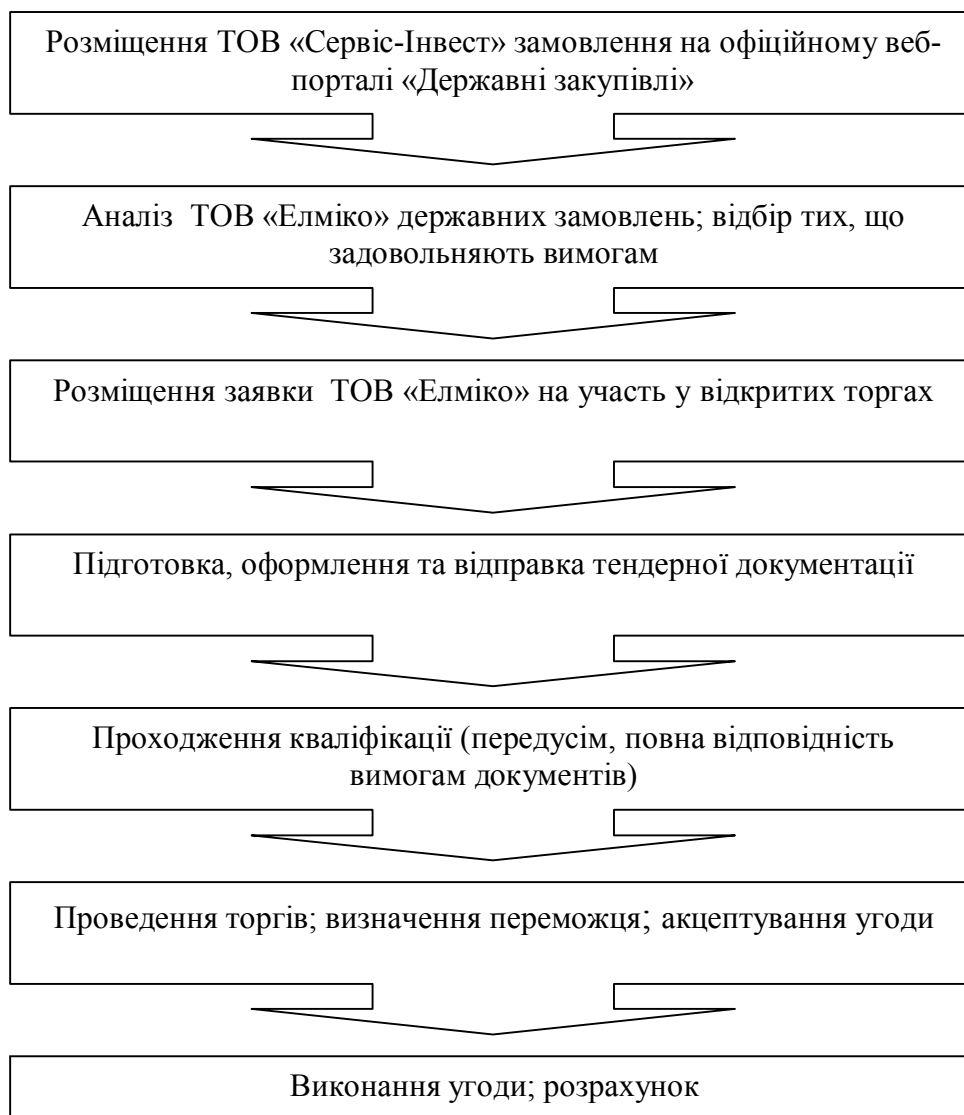 Розміщення ТОВ «Сервіс-Інвест» замовлення на офіційному веб-
порталі «Державні закупівлі»
Аналіз ТОВ «Елміко» державних замовлень; відбір тих, що
задовольняють вимогам
Розміщення заявки ТОВ «Елміко» на участь у відкритих торгах
Підготовка, оформлення та відправка тендерної документації
Проходження кваліфікації (передусім, повна відповідність
вимогам документів)
Проведення торгів; визначення переможця; акцептування угоди
Виконання угоди; розрахунок